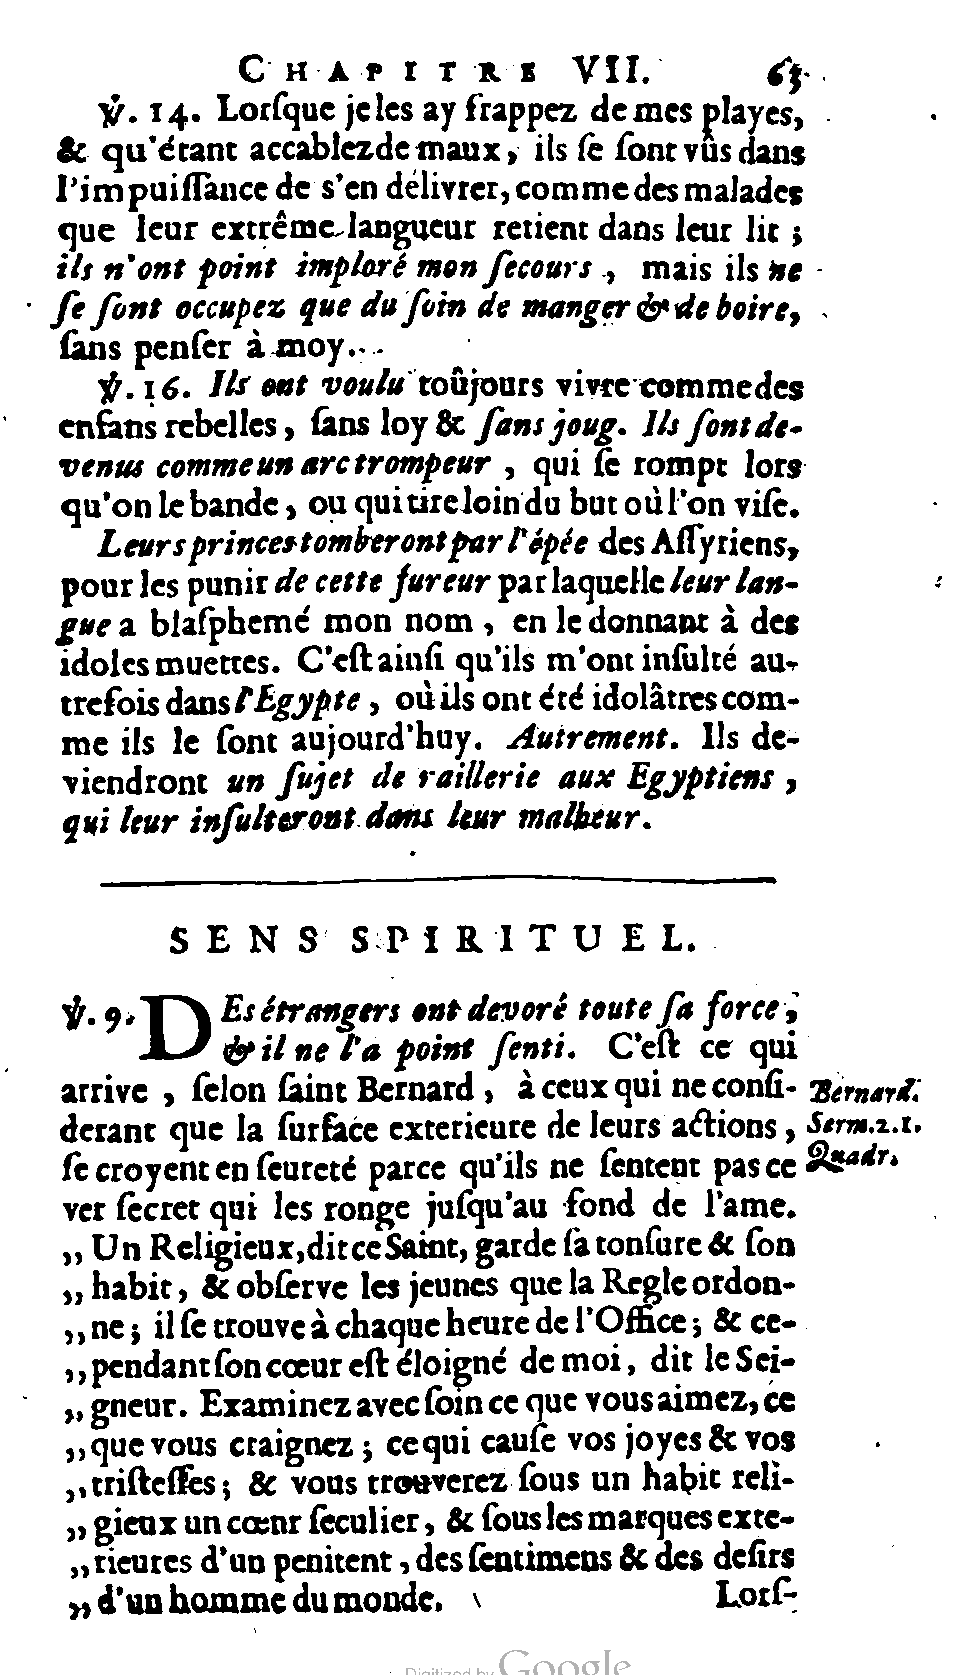 CHAPITRE VII. 63
℣. 14. Lorſque je les ay frappez de mes playes,
& qu'étant accablez de maux, ils ſe ſont vûs dans
l'impuiſſance de s'en délivrer, comme des malades
que leur extrême langueur retient dans leur lit ;
ils n'ont point imploré mon ſecours, mais ils ne
ſe ſont occupez que du ſoin de manger & de boire,
ſans penſer à moy.
℣. 16. Ils ont voulu toûjours vivre comme des
enfans rebelles, ſans loy & ſans joug. Ils ſont de-
venus comme un arc trompeur, qui ſe rompt lors
qu'on le bande, ou qui tire loin du but où l'on viſe.
Leurs princes tomberont par l'épée des Aſſyriens,
pour les punir de cette fureur par laquelle leur lan-
gue a blaſphemé mon nom, en le donnant à des
idoles muettes. C'eſt ainſi qu'ils m'ont inſulté au-
trefois dans l'Egypte, où ils ont été idolâtres com-
me ils le ſont aujourd'huy. Autrement. Ils de-
viendront un ſujet de raillerie aux Egyptiens,
qui leur inſulteront dans leur malheur.
SENS SPIRITUEL.
℣. 9. DEs étrangers ont devoré toute ſa force ;
& il ne l'a point ſenti. C'eſt ce qui
arrive, ſelon ſaint Bernard, à ceux qui ne conſi-
derant que la ſurface exterieure de leurs actions,
ſe croyent en ſeureté parce qu'ils ne ſentent pas ce
ver ſecret qui les ronge juſqu'au fond de l'ame.
Bernard.
Serm. 2. 1.
Quadr.
„ Un Religieux, dit ce Saint, garde ſa tonſure & ſon
„ habit, & obſerve les jeunes que la Regle ordon-
„ ne ; il ſe trouve à chaque heure de l'Office ; & ce-
„ pendant ſon cœur eſt éloigné de moi, dit le Sei-
„ gneur. Examinez avec ſoin ce que vous aimez, ce
„ que vous craignez ; ce qui cauſe vos joyes & vos
„ triſteſſes ; & vous trouverez ſous un habit reli-
„ gieux un cœnr ſeculier, & ſous les marques exte-
„ rieures d'un penitent, des ſentimens & des deſirs
„ d'un homme du monde.
Lorſ-
Digitized by Google